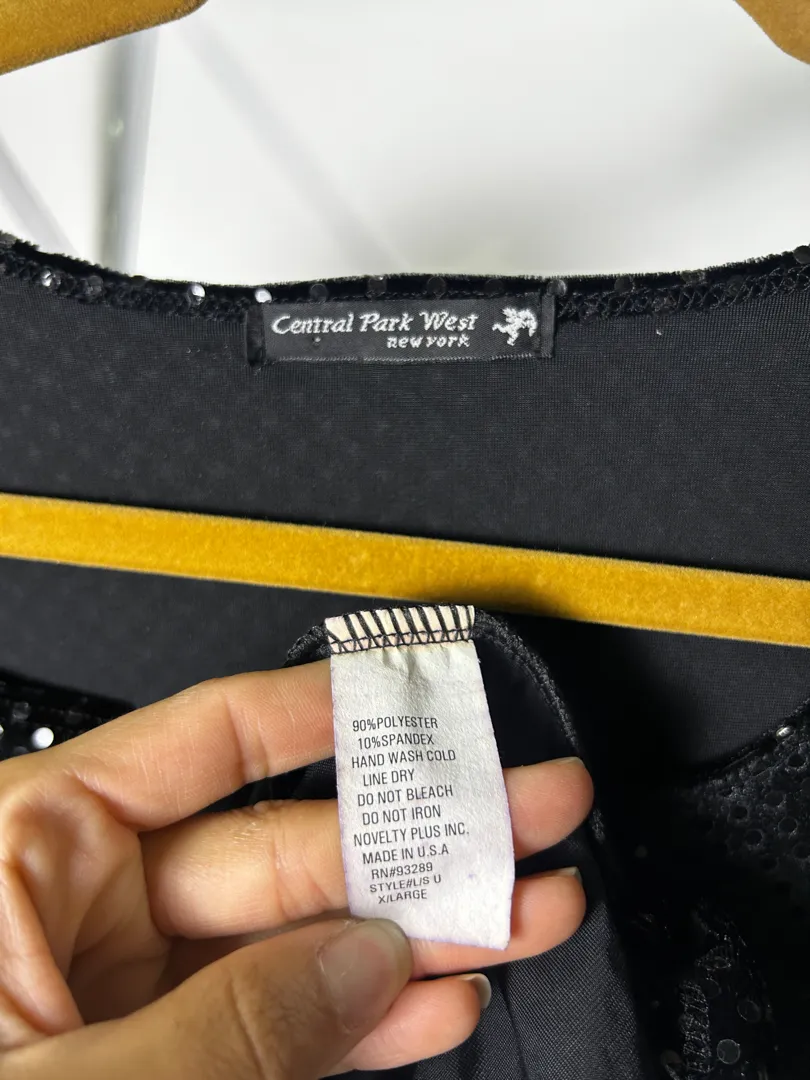 Central Park West
new york
90%POLYESTER
10%SPANDEX
HAND WASH COLD
LINE DRY
DO NOT BLEACH
DO NOT IRON
NOVELTY PLUS INC.
MADE IN U.S.A
RN#93289
STYLE#L/S U
X/LARGE